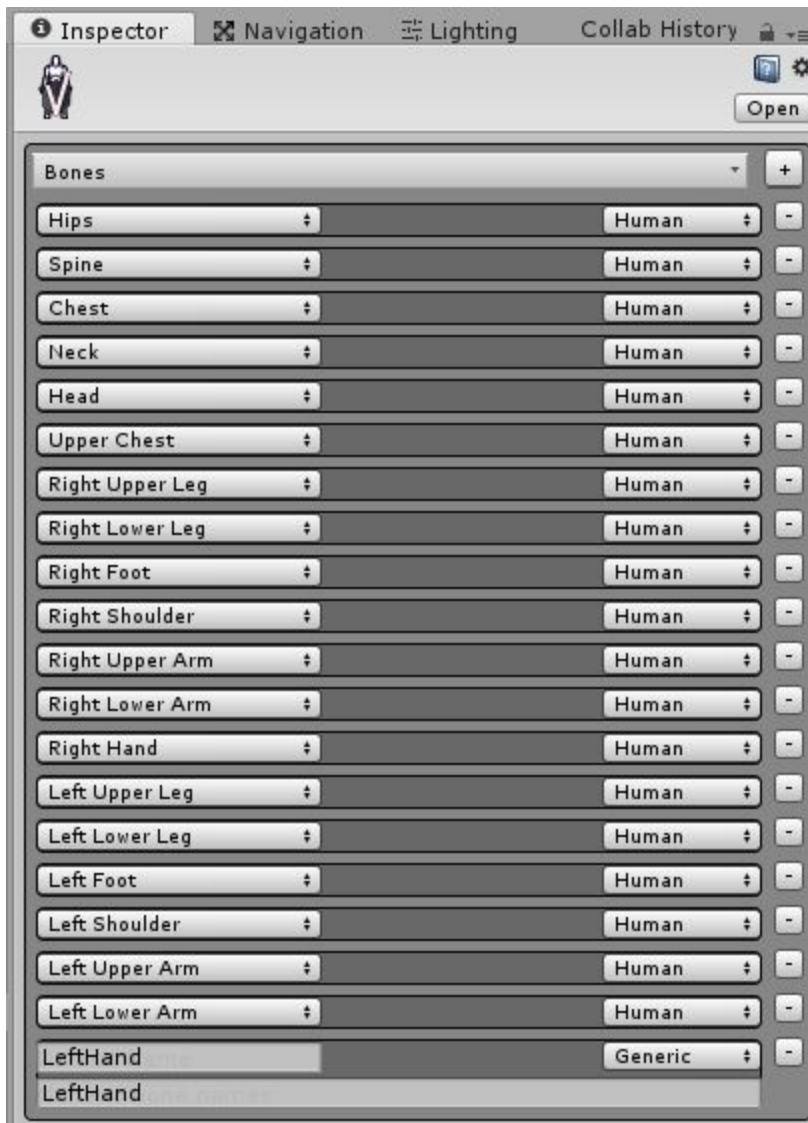 Inspector Navigation Lighting Collab History
Open
Bones +
Hips Human -
Spine Human -
Chest Human -
Neck Human -
Head Human -
Upper Chest Human -
Right Upper Leg Human -
Right Lower Leg Human -
Right Foot Human -
Right Shoulder Human -
Right Upper Arm Human -
Right Lower Arm Human -
Right Hand Human -
Left Upper Leg Human -
Left Lower Leg Human -
Left Foot Human -
Left Shoulder Human -
Left Upper Arm Human -
Left Lower Arm Human -
LeftHand Generic -
LeftHand